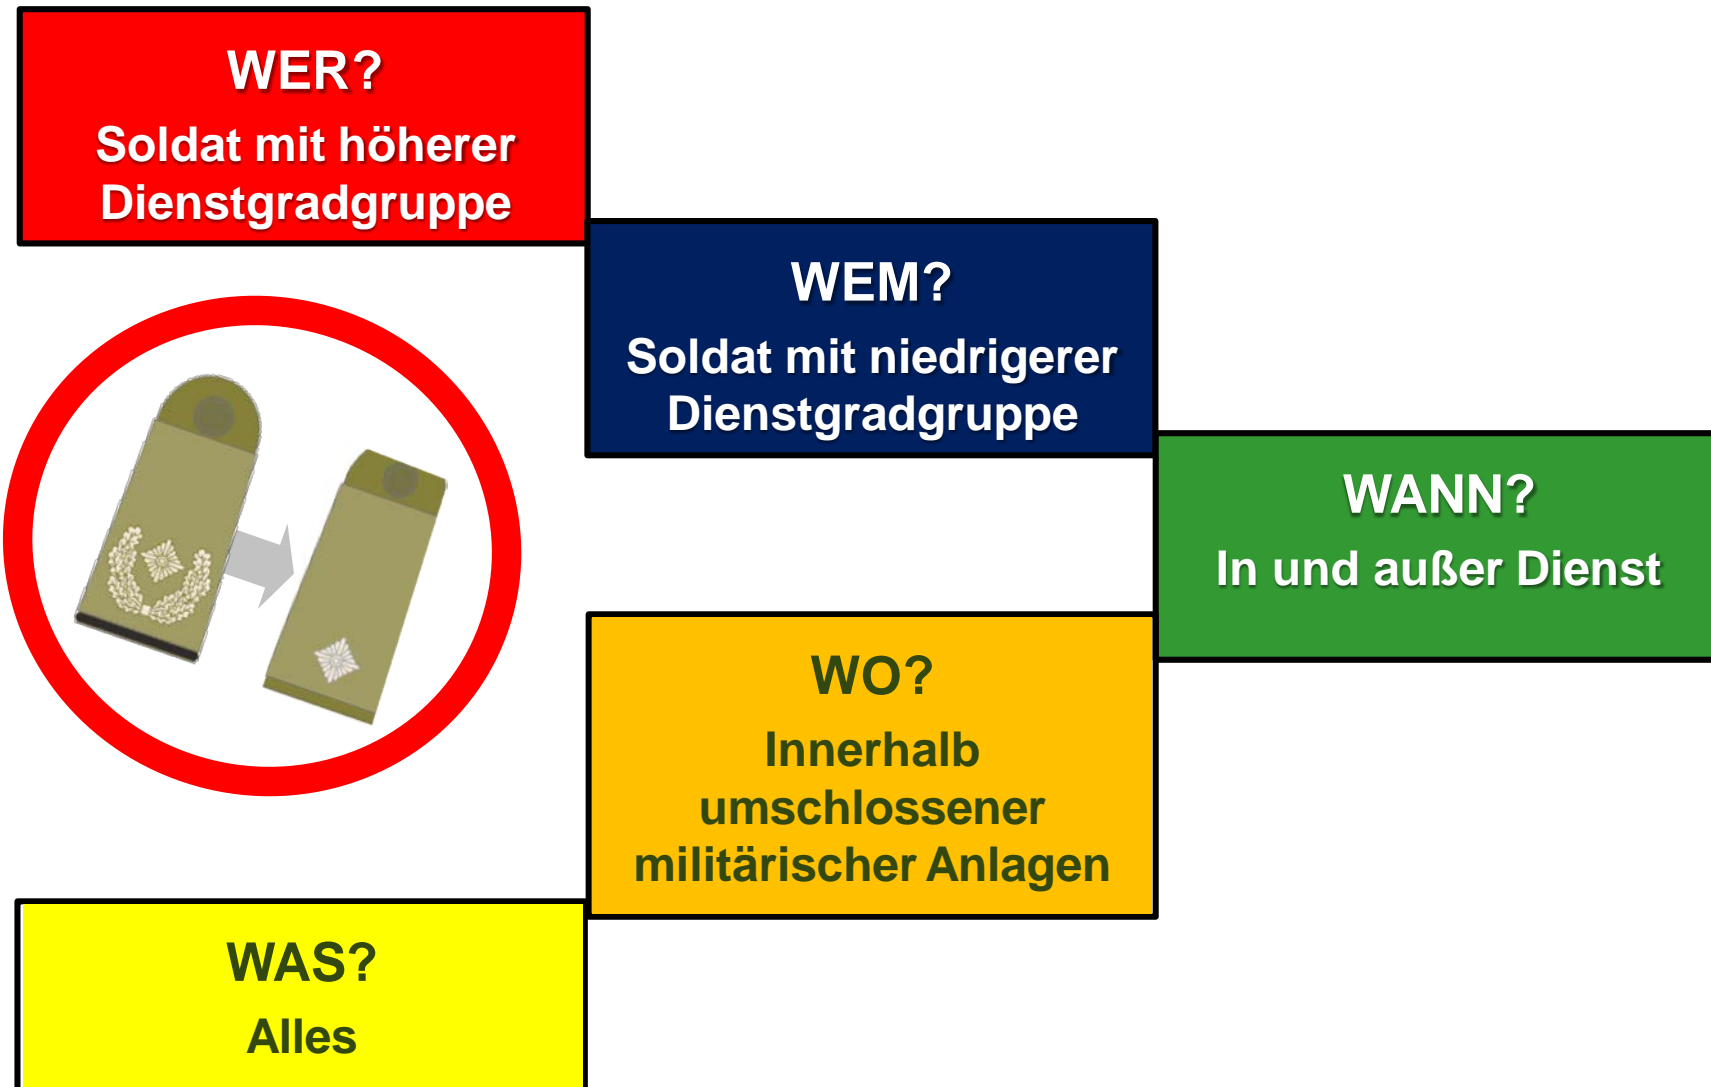 WER?
Soldat mit höherer
Dienstgradgruppe
WEM?
Soldat mit niedrigerer
Dienstgradgruppe
WANN?
In und außer Dienst
WO?
Innerhalb
umschlossener
militärischer Anlagen
WAS?
Alles